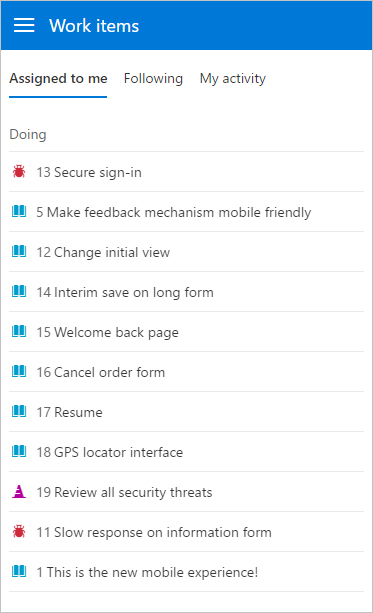 Work items
Assigned to me Following My activity
Doing
13 Secure sign-in
5 Make feedback mechanism mobile friendly
12 Change initial view
14 Interim save on long form
15 Welcome back page
16 Cancel order form
17 Resume
18 GPS locator interface
19 Review all security threats
11 Slow response on information form
1 This is the new mobile experience!